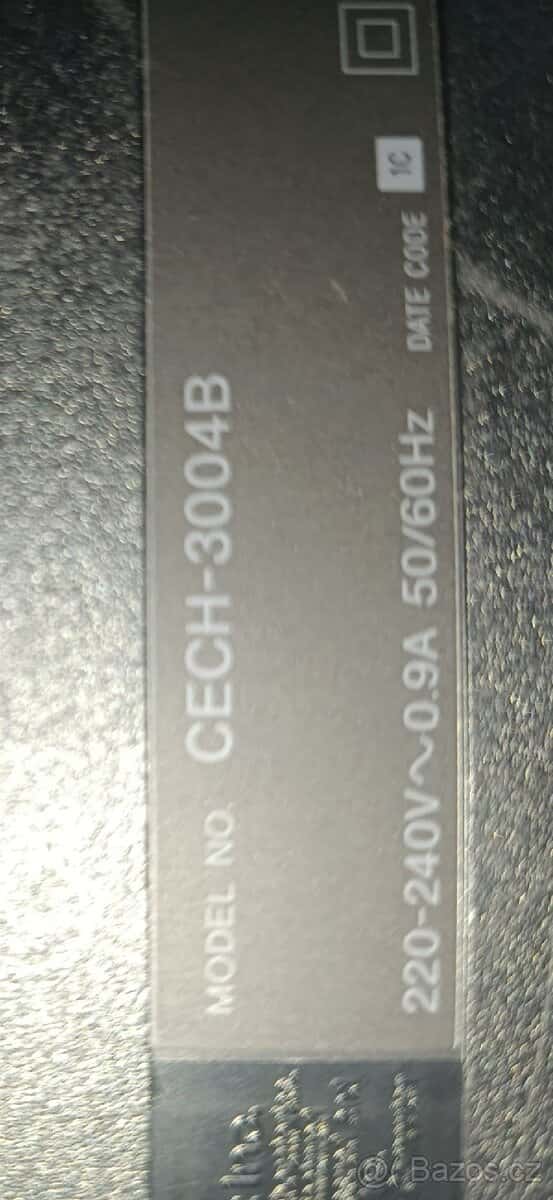 MODEL NO. CECH-3004B
220-240V~0.9A 50/60Hz DATE CODE 1C
Bazos.cz